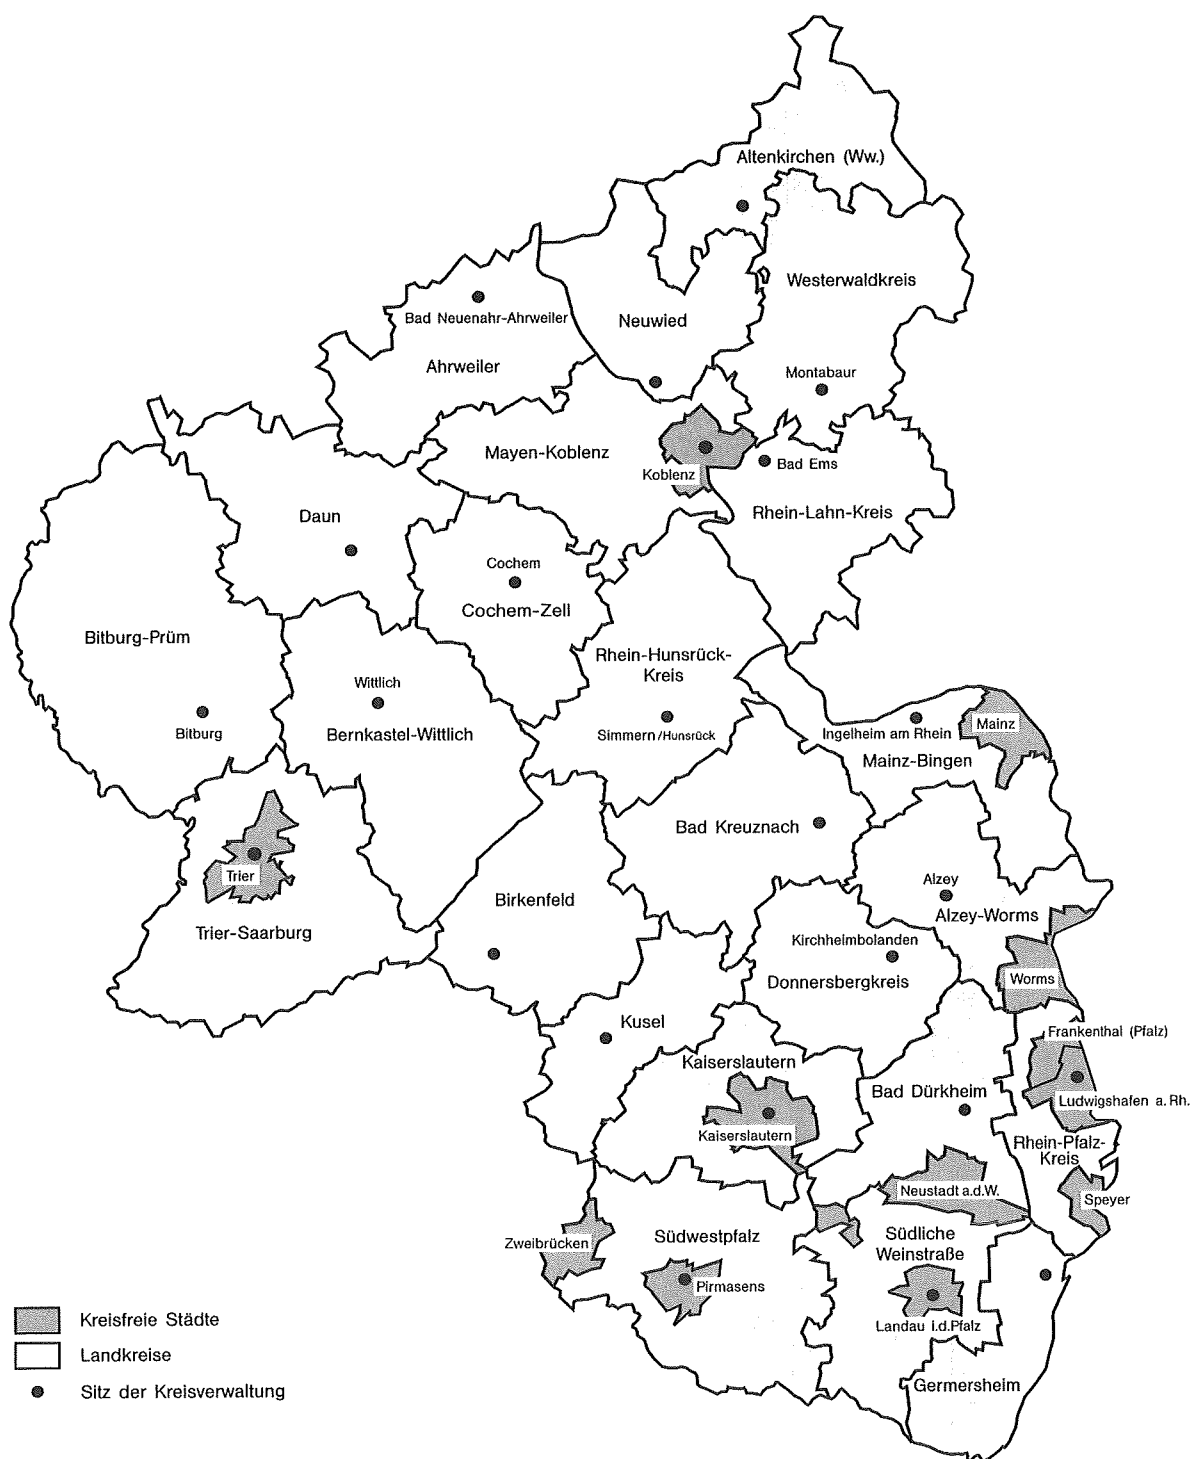 Altenkirchen (Ww.)
Westerwaldkreis
Bad Neuenahr-Ahrweiler
Neuwied
Ahrweiler
Montabaur
Mayen-Koblenz
Koblenz
Bad Ems
Daun
Rhein-Lahn-Kreis
Cochem
Cochem-Zell
Bitburg-Prüm
Rhein-Hunsrück-
Kreis
Wittlich
Bitburg
Bernkastel-Wittlich
Simmern/Hunsrück
Ingelheim am Rhein
Mainz
Mainz-Bingen
Bad Kreuznach
Trier
Alzey
Birkenfeld
Alzey-Worms
Trier-Saarburg
Kirchheimbolanden
Donnersbergkreis
Worms
Kusel
Frankenthal (Pfalz)
Kaiserslautern
Bad Dürkheim
Ludwigshafen a. Rh.
Kaiserslautern
Rhein-Pfalz-
Kreis
Neustadt a.d.W.
Speyer
Zweibrücken
Südwestpfalz
Südliche
Weinstraße
Pirmasens
Landau i.d.Pfalz
Germersheim
Kreisfreie Städte
Landkreise
Sitz der Kreisverwaltung